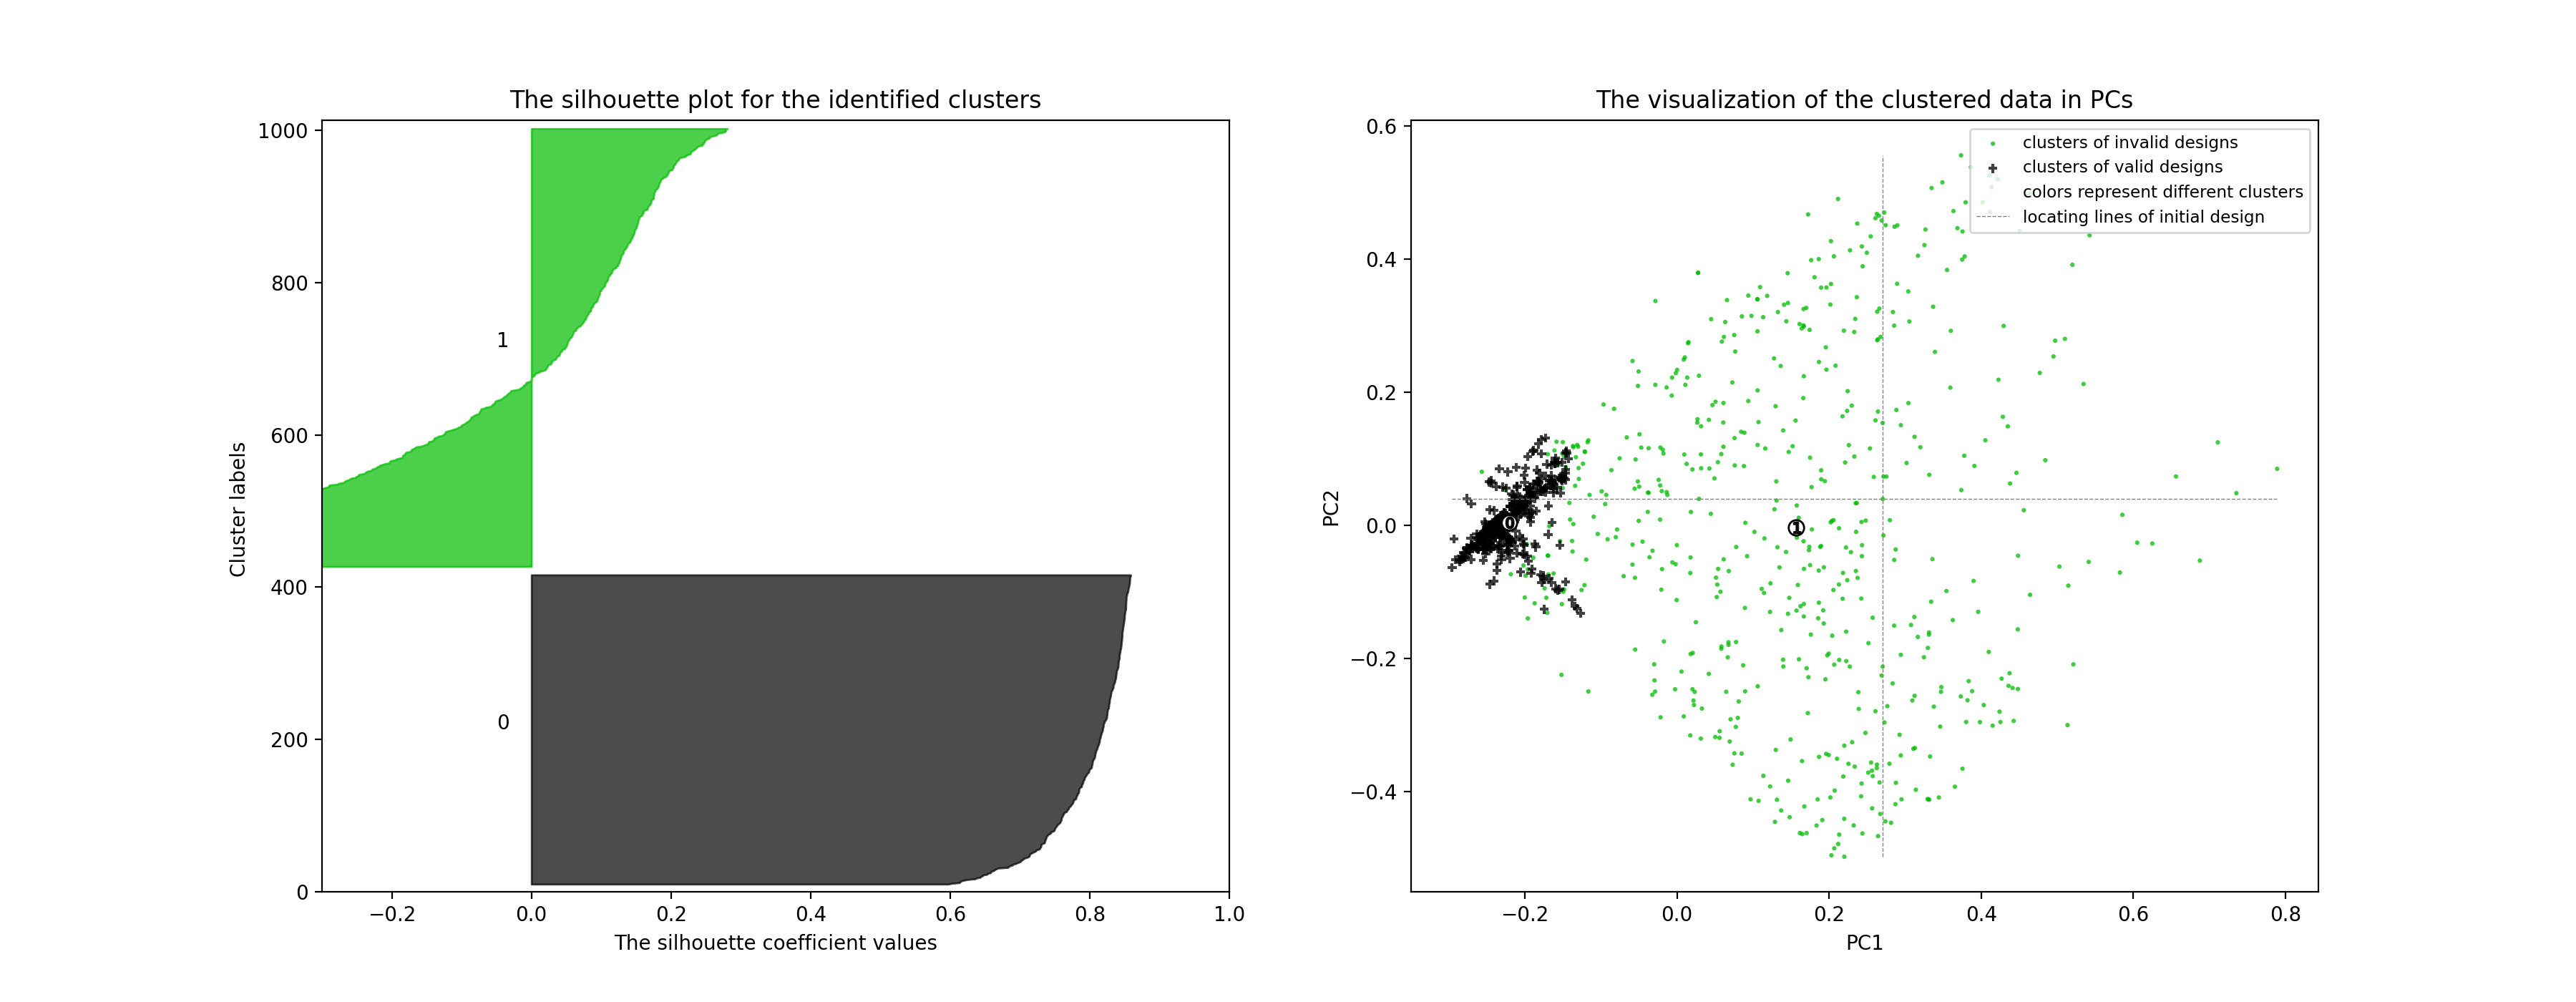 The silhouette plot for the identified clusters
1000
800
600
400
200
0
Cluster labels
1
0
−0.2
0.0
0.2
0.4
0.6
0.8
1.0
The silhouette coefficient values
The visualization of the clustered data in PCs
0.6
0.4
0.2
0.0
−0.2
−0.4
PC2
clusters of invalid designs
clusters of valid designs
colors represent different clusters
locating lines of initial design
0
1
−0.2
0.0
0.2
0.4
0.6
0.8
PC1